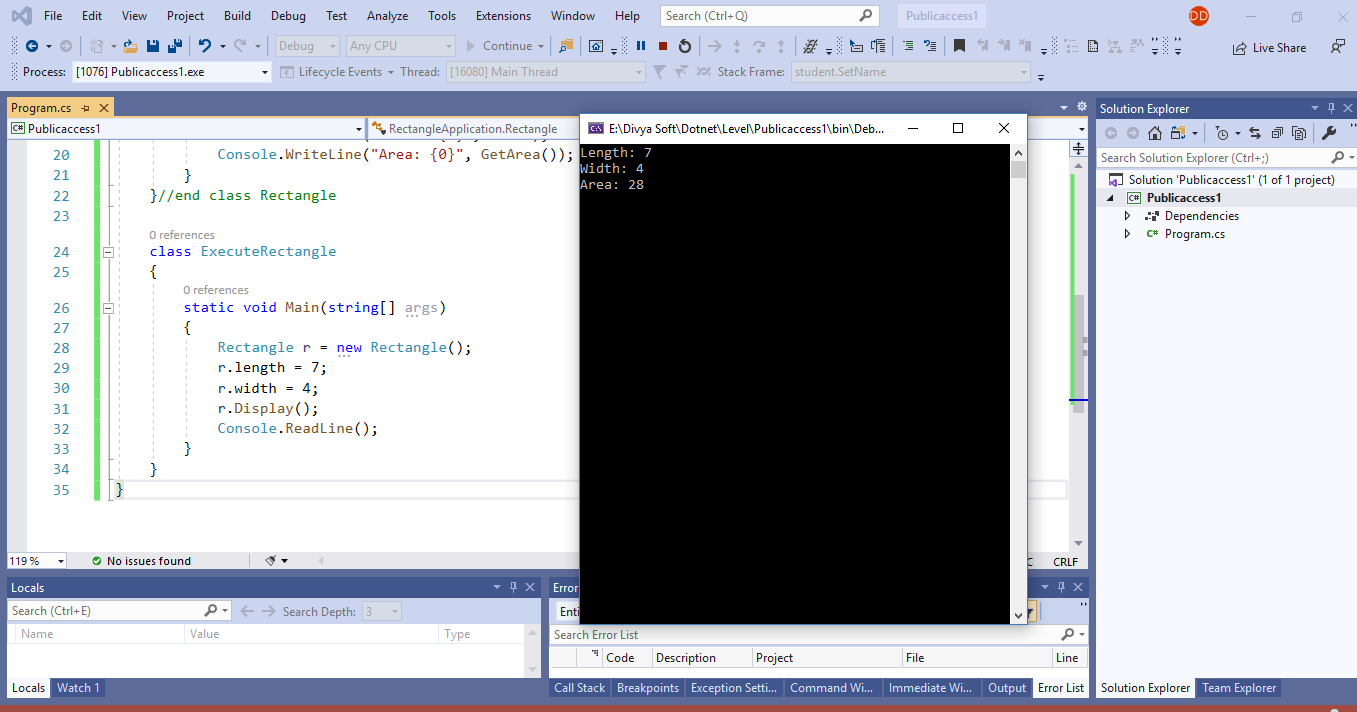 File Edit View Project Build Debug Test Analyze Tools Extensions Window Help Search (Ctrl+Q) Publicaccess1 DD
Debug Any CPU Continue Live Share
Process: [1076] Publicaccess1.exe Lifecycle Events Thread: [16080] Main Thread Stack Frame: student.SetName
Program.cs
C# Publicaccess1 RectangleApplication.Rectangle
20 Console.WriteLine("Area: {0}", GetArea());
21 }
22 }//end class Rectangle
23
0 references
24 class ExecuteRectangle
25 {
0 references
26 static void Main(string[] args)
27 {
28 Rectangle r = new Rectangle();
29 r.length = 7;
30 r.width = 4;
31 r.Display();
32 Console.ReadLine();
33 }
34 }
35 }
119 % No issues found CRLF
E:\Divya Soft\Dotnet\Level\Publicaccess1\bin\Deb...
Length: 7
Width: 4
Area: 28
Solution Explorer
Search Solution Explorer (Ctrl+;)
Solution 'Publicaccess1' (1 of 1 project)
C# Publicaccess1
Dependencies
C# Program.cs
Locals
Search (Ctrl+E) Search Depth: 3
Name Value Type
Locals Watch 1
Error
Enti
Search Error List
Code Description Project File Line
Call Stack Breakpoints Exception Setti... Command Wi... Immediate Wi... Output Error List
Solution Explorer Team Explorer